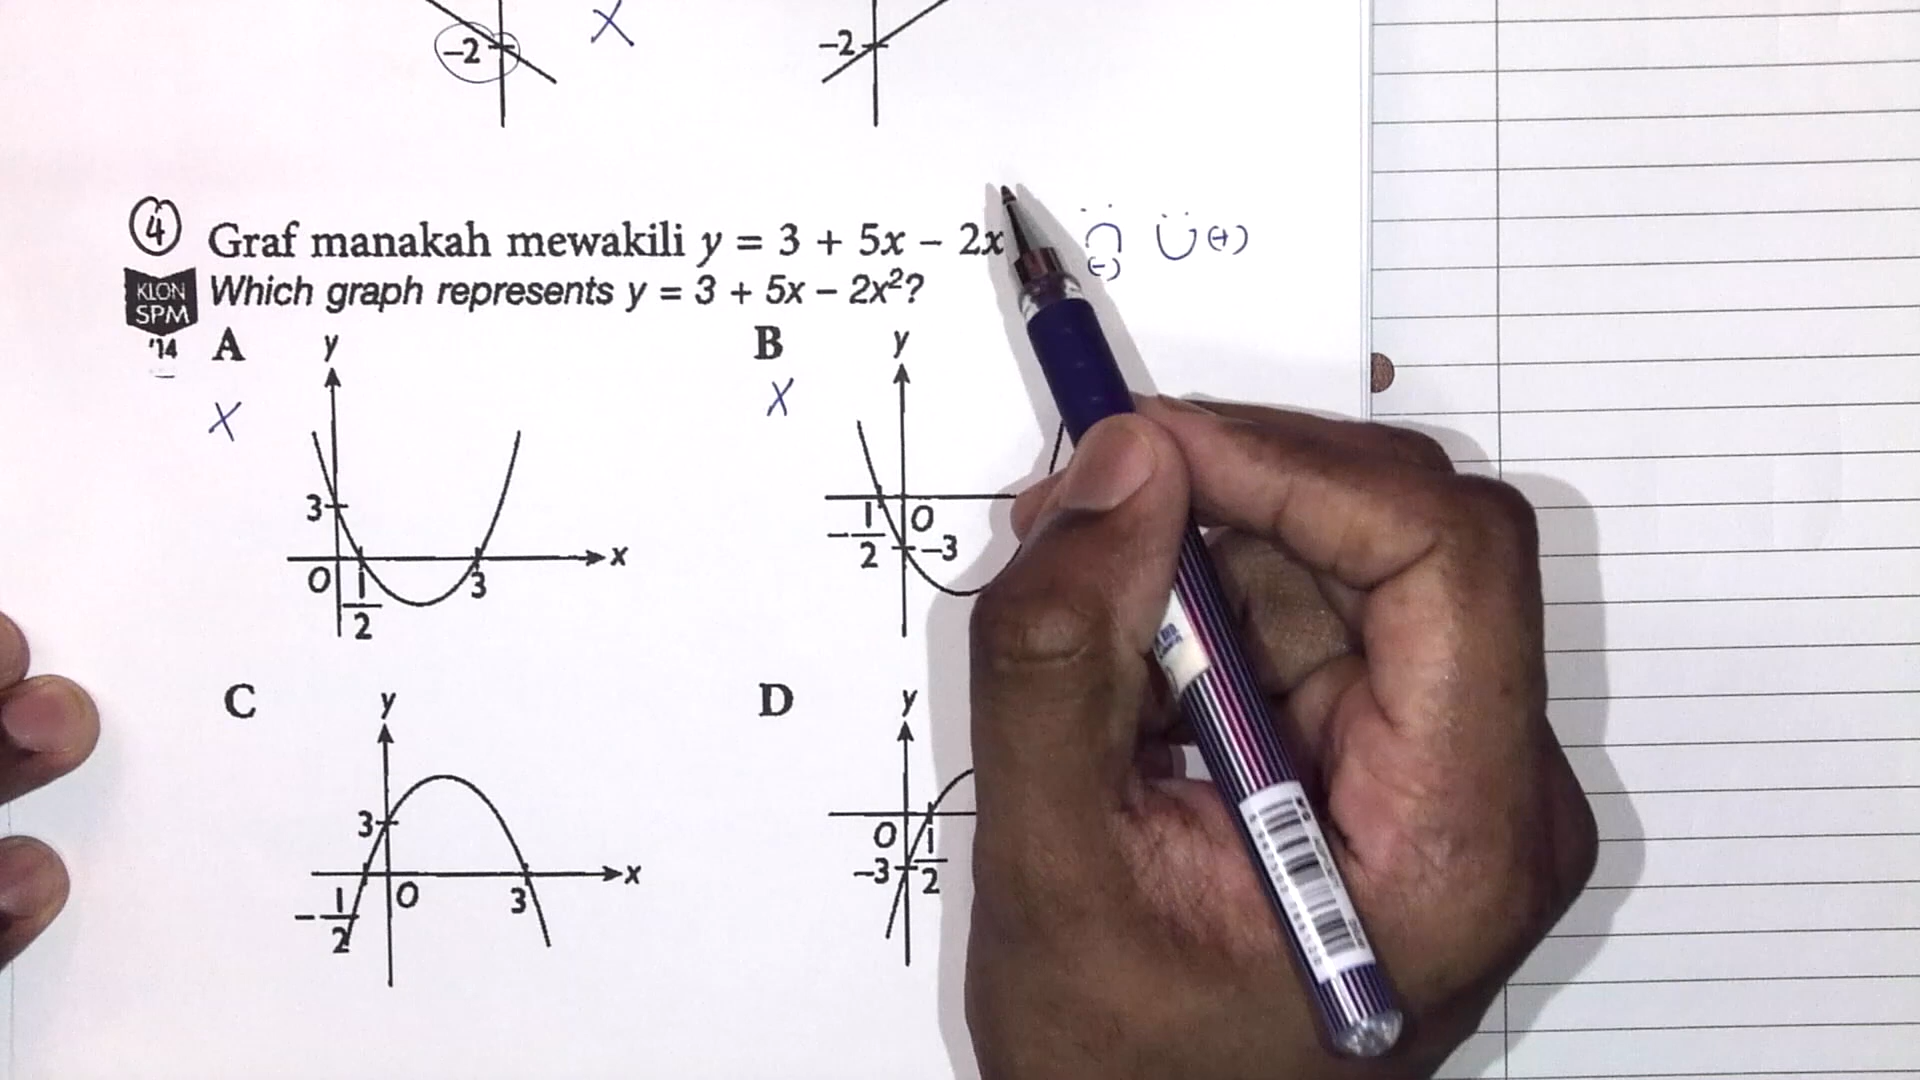 -2 X -2
4 Graf manakah mewakili y = 3 + 5x – 2x (-) (+)
KLON SPM '14
Which graph represents y = 3 + 5x – 2x²?
A y B y
X X
3 O 1/2 3 x
-1/2 O -3
C y D y
3 -1/2 O 3 x
O 1/2 -3